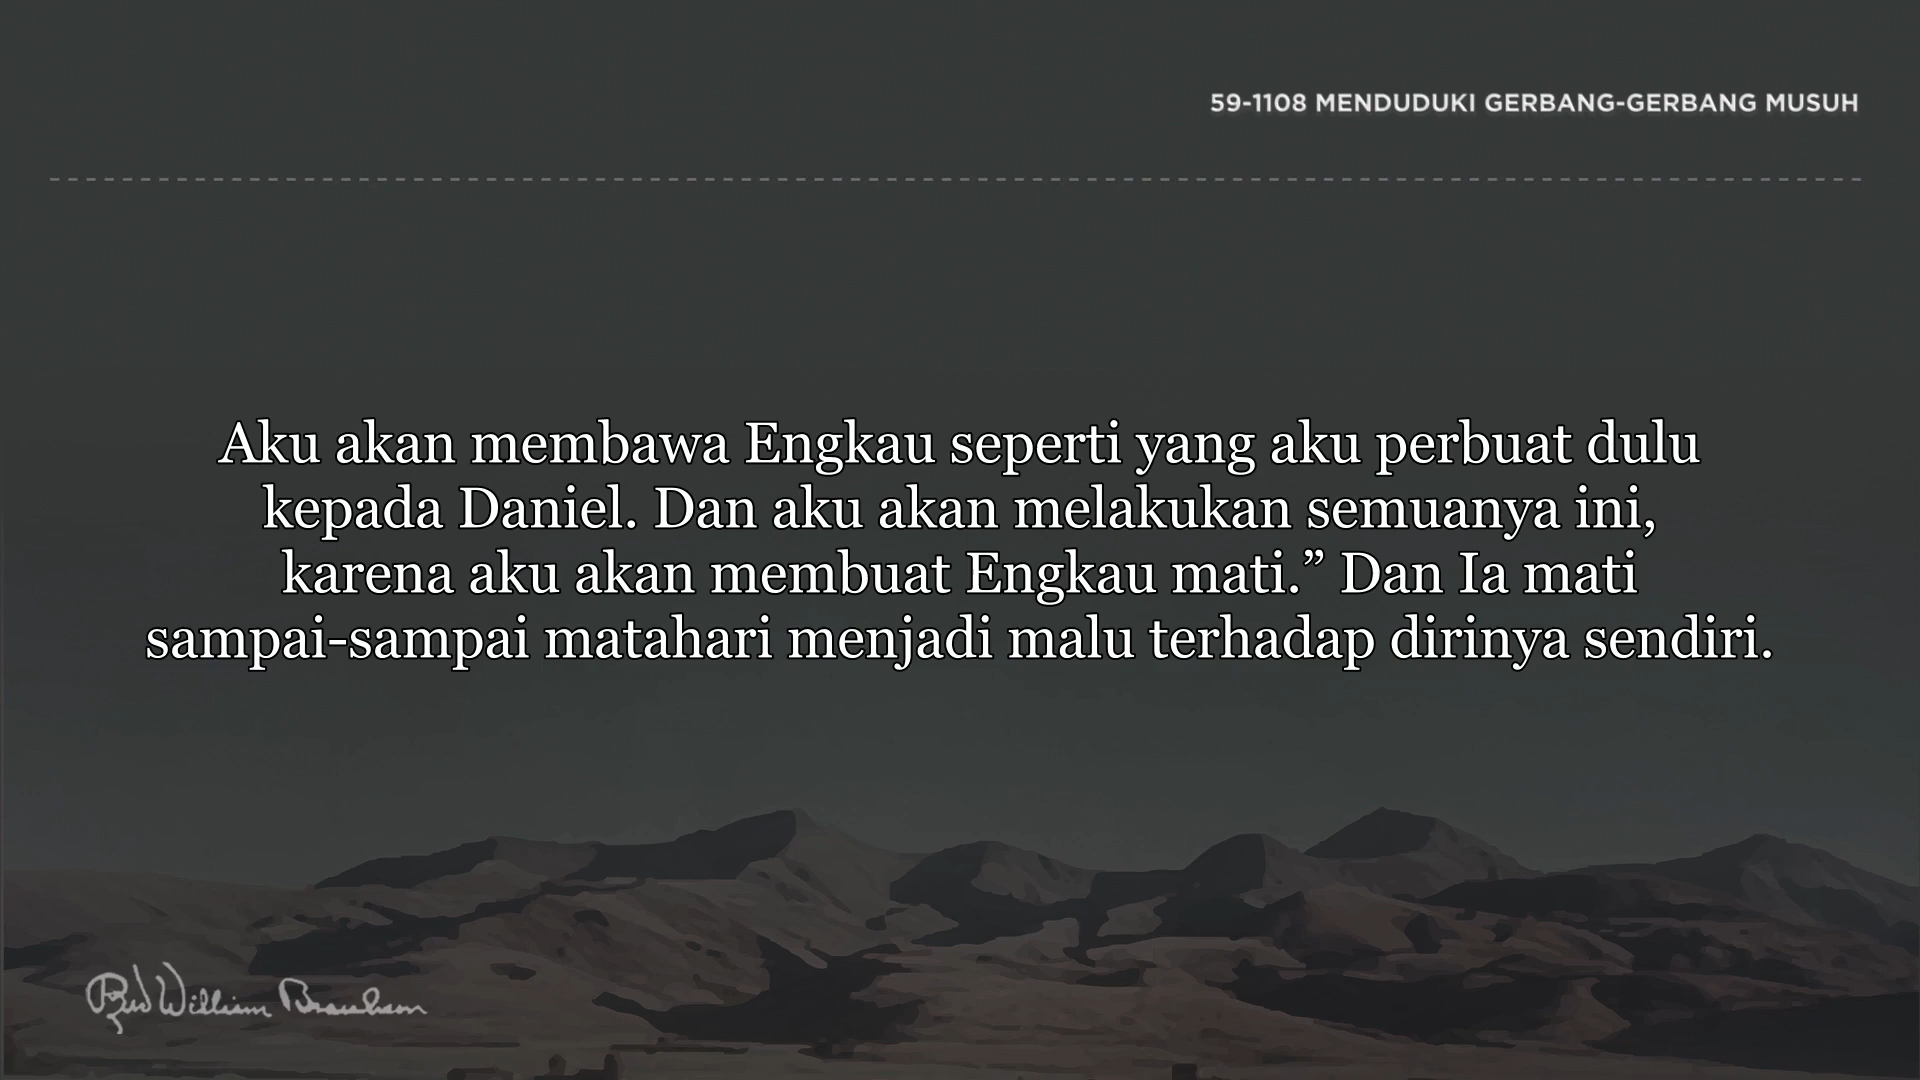 59-1108 MENDUDUKI GERBANG-GERBANG MUSUH
Aku akan membawa Engkau seperti yang aku perbuat dulu
kepada Daniel. Dan aku akan melakukan semuanya ini,
karena aku akan membuat Engkau mati.” Dan Ia mati
sampai-sampai matahari menjadi malu terhadap dirinya sendiri.
William Branham